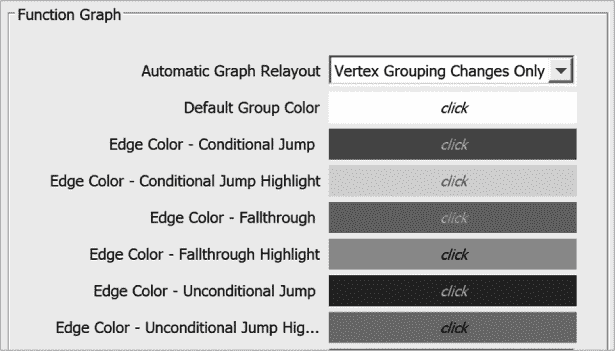 Function Graph
Automatic Graph Relayout Vertex Grouping Changes Only
Default Group Color click
Edge Color - Conditional Jump click
Edge Color - Conditional Jump Highlight click
Edge Color - Fallthrough click
Edge Color - Fallthrough Highlight click
Edge Color - Unconditional Jump click
Edge Color - Unconditional Jump Hig... click